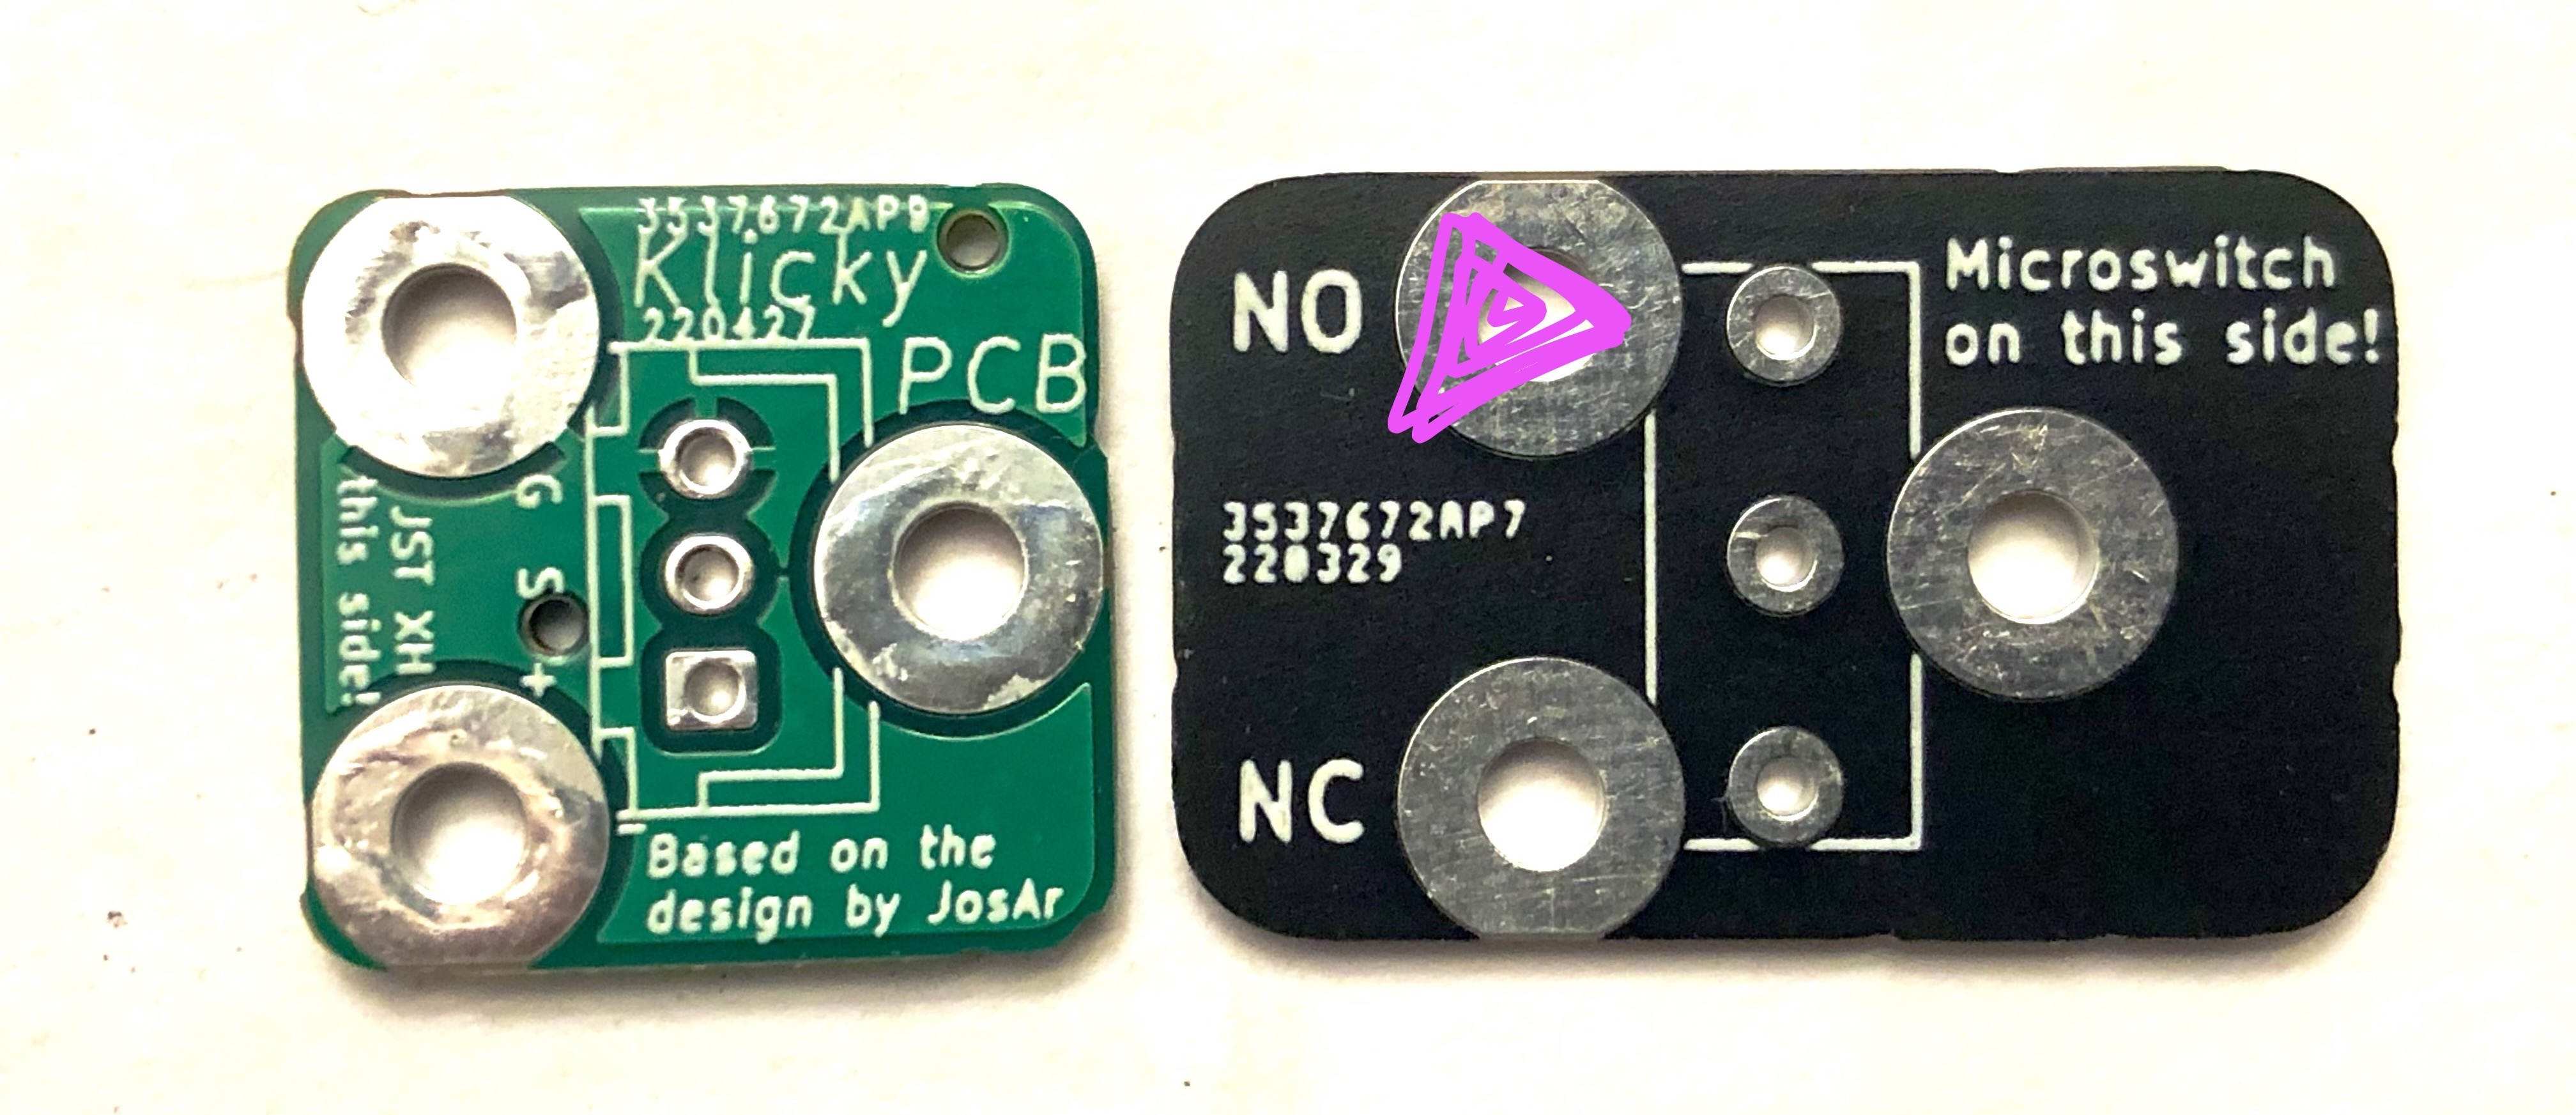 3537672AP9
Klicky
220427
PCB
G
S
+
JST XH
this side!
Based on the
design by JosAr
NO
Microswitch
on this side!
3537672AP7
220329
NC